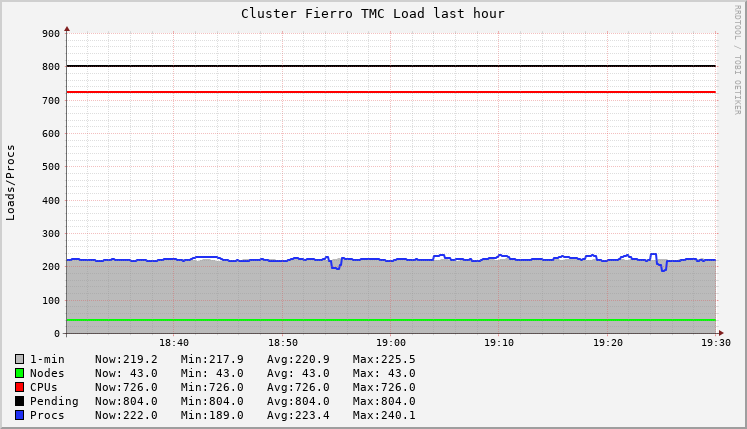 Cluster Fierro TMC Load last hour
RRDTOOL / TOBI OETIKER
Loads/Procs
900
800
700
600
500
400
300
200
100
0
18:40 18:50 19:00 19:10 19:20 19:30
1-min Now:219.2 Min:217.9 Avg:220.9 Max:225.5
Nodes Now: 43.0 Min: 43.0 Avg: 43.0 Max: 43.0
CPUs Now:726.0 Min:726.0 Avg:726.0 Max:726.0
Pending Now:804.0 Min:804.0 Avg:804.0 Max:804.0
Procs Now:222.0 Min:189.0 Avg:223.4 Max:240.1